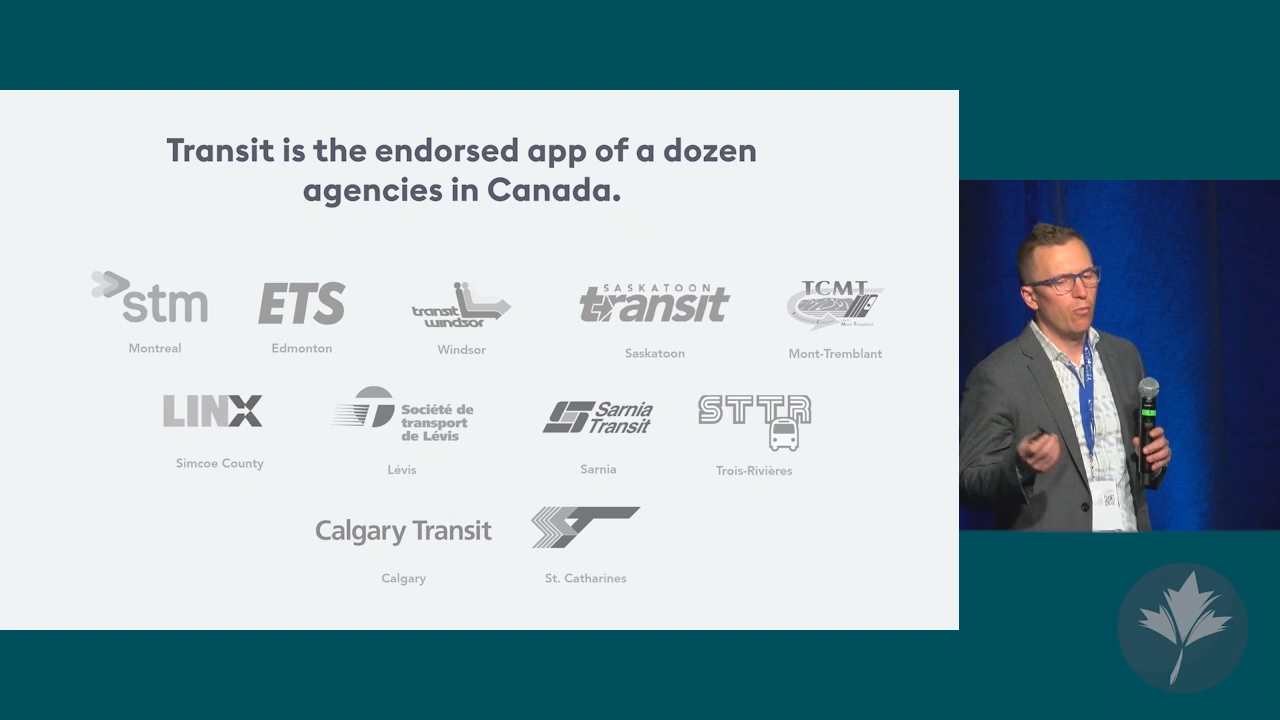 Transit is the endorsed app of a dozen
agencies in Canada.
stm
ETS
transit
windsor
SASKATOON
transit
TCMT
Montreal
Edmonton
Windsor
Saskatoon
Mont-Tremblant
LINX
Société de
transport
de Lévis
Sarnia
Transit
STTR
Simcoe County
Lévis
Sarnia
Trois-Rivières
Calgary Transit
ST
Calgary
St. Catharines